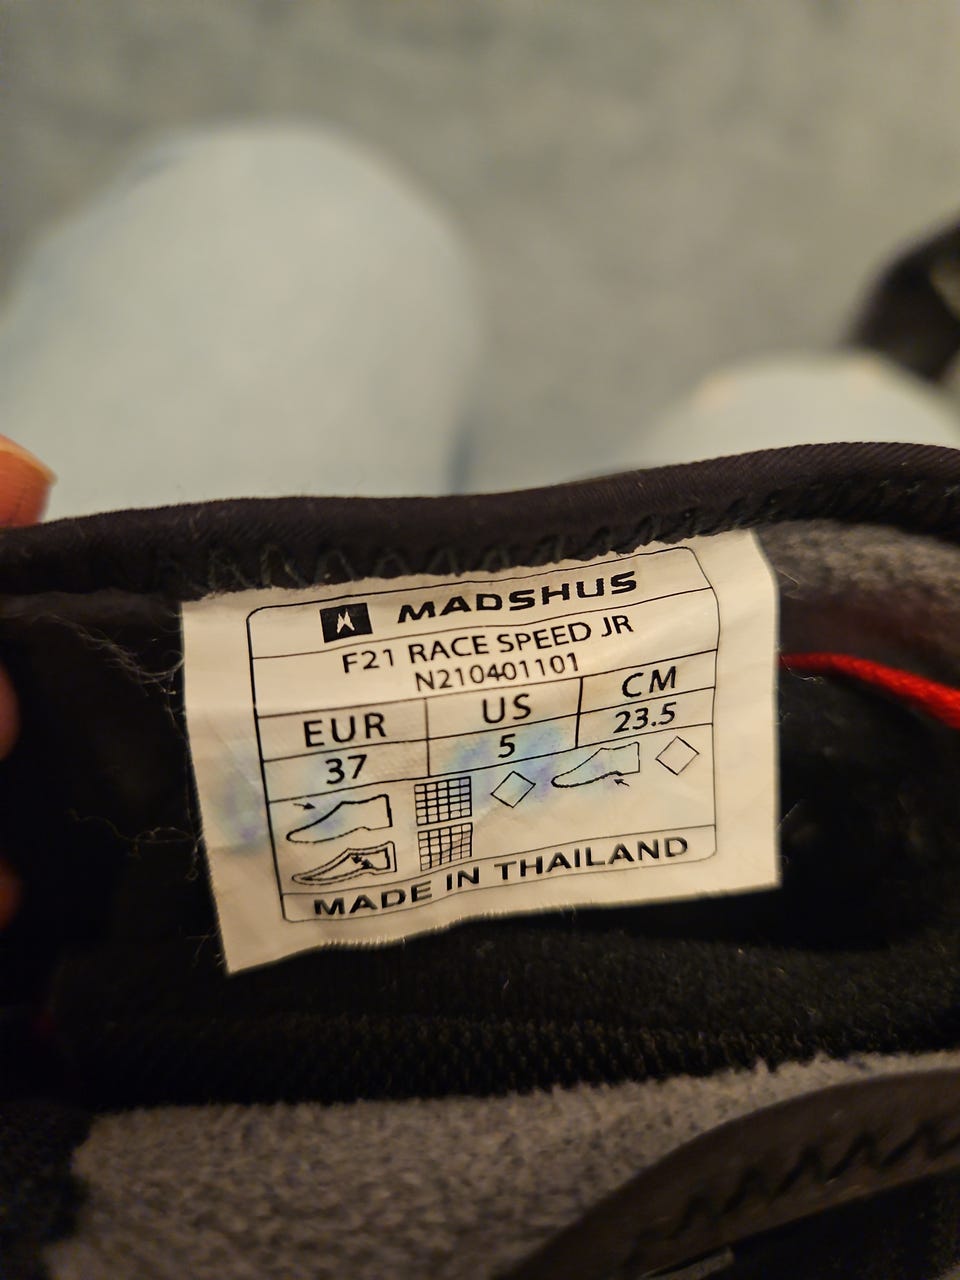 MADSHUS
F21 RACE SPEED JR
N210401101
EUR US CM
37 5 23.5
MADE IN THAILAND